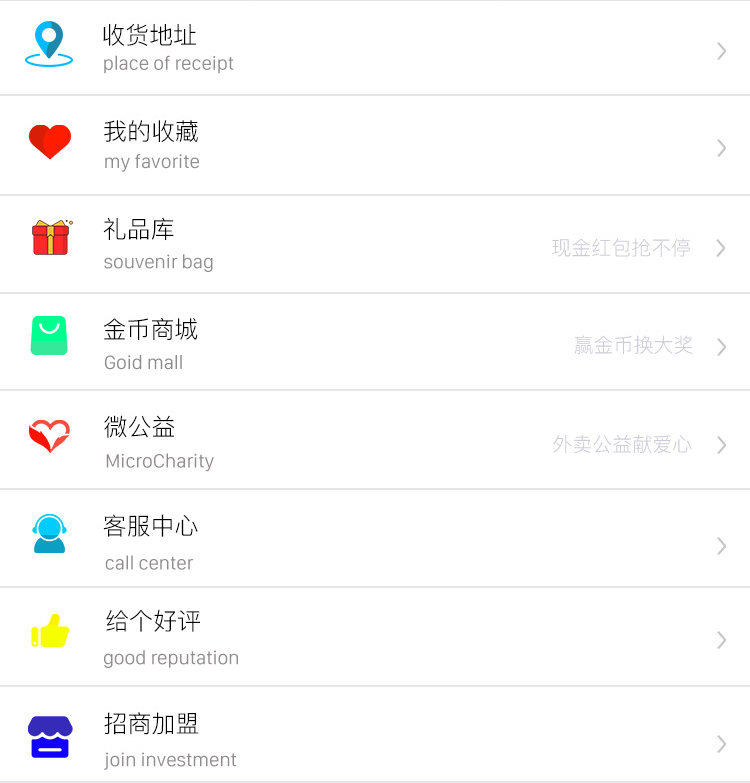 收货地址
place of receipt
我的收藏
my favorite
礼品库
souvenir bag
现金红包抢不停
金币商城
Goid mall
赢金币换大奖
微公益
MicroCharity
外卖公益献爱心
客服中心
call center
给个好评
good reputation
招商加盟
join investment